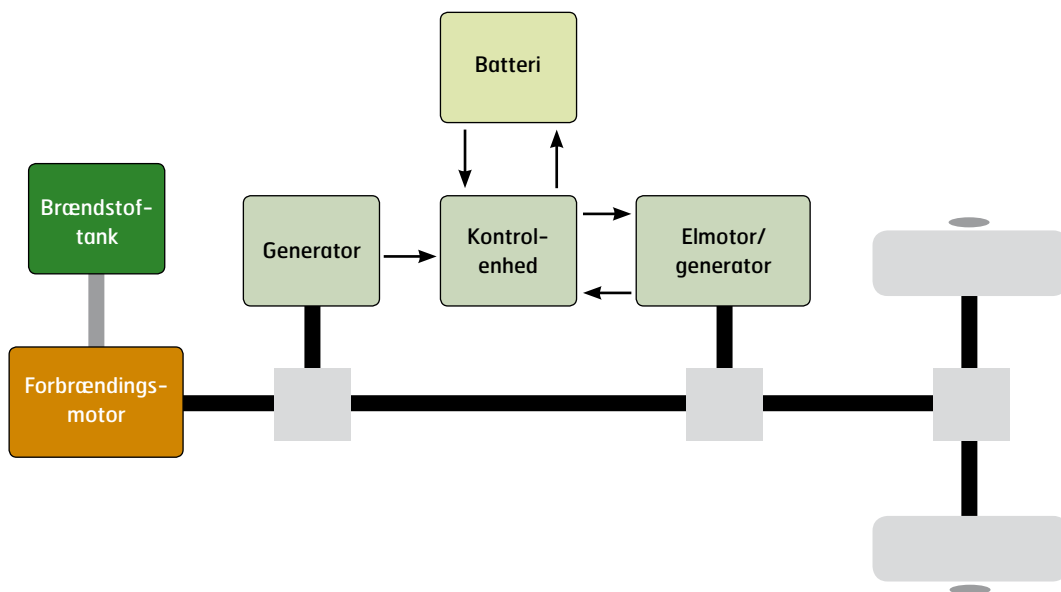 Batteri
Brændstof-
tank
Generator
Kontrol-
enhed
Elmotor/
generator
Forbrændings-
motor